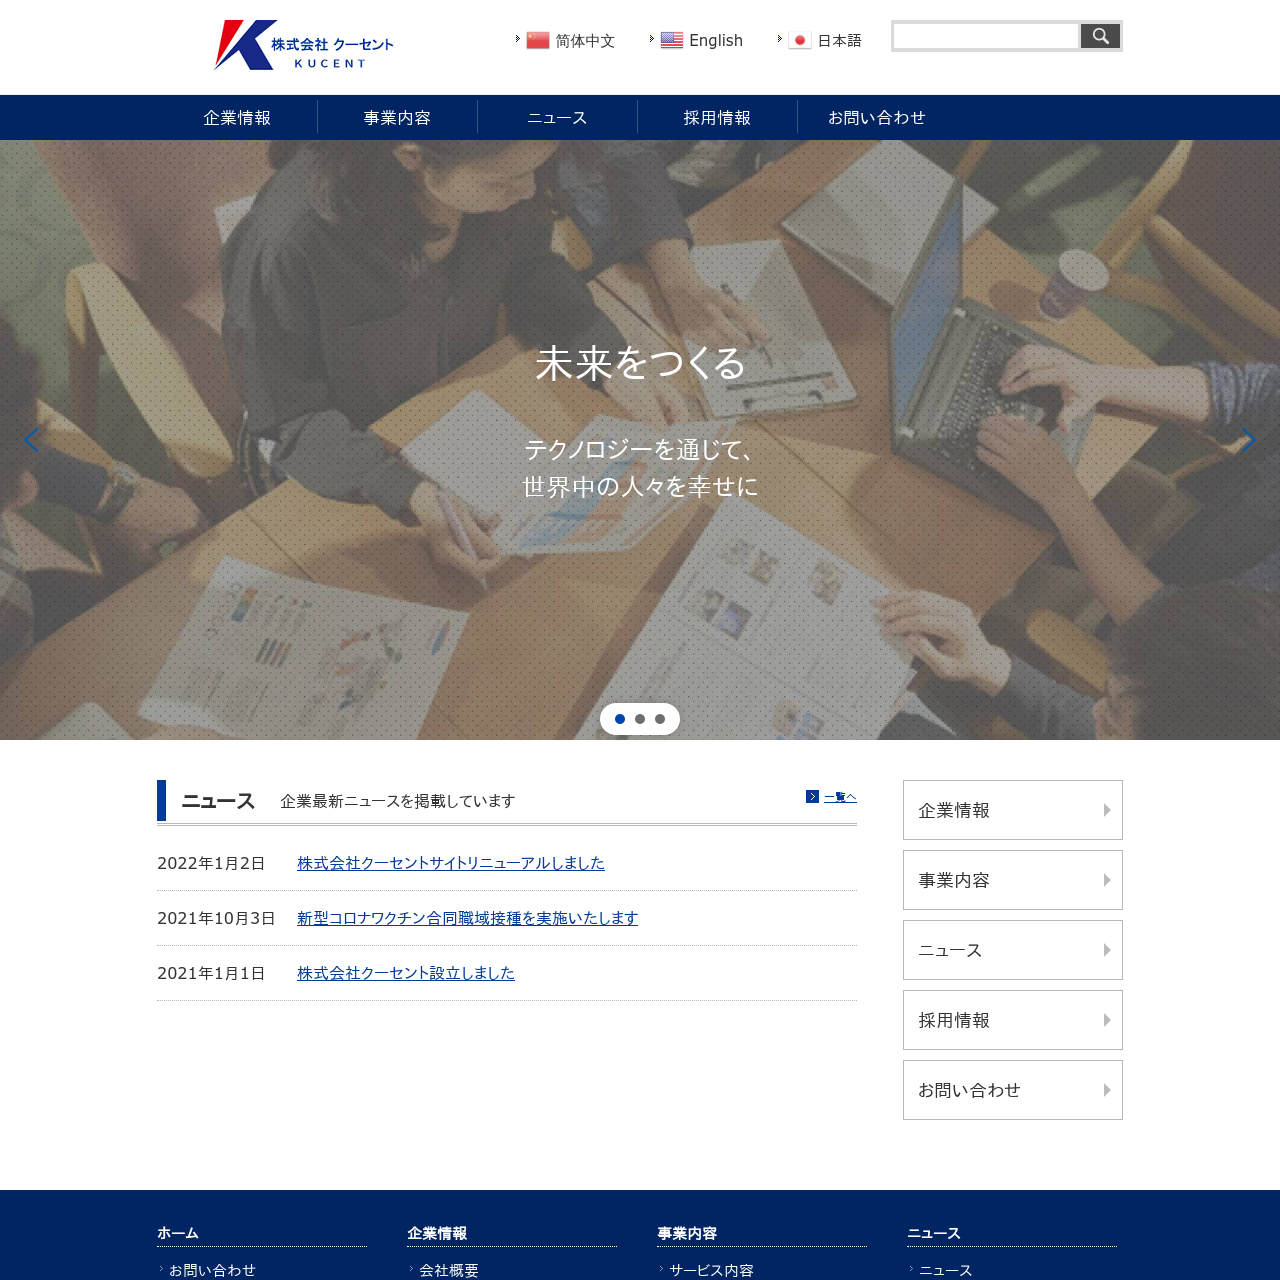 株式会社 クーセント
KUCENT
简体中文
English
日本語
企業情報
事業内容
ニュース
採用情報
お問い合わせ
未来をつくる
テクノロジーを通じて、
世界中の人々を幸せに
ニュース 企業最新ニュースを掲載しています 一覧へ
2022年1月2日 株式会社クーセントサイトリニューアルしました
2021年10月3日 新型コロナワクチン合同職域接種を実施いたします
2021年1月1日 株式会社クーセント設立しました
企業情報
事業内容
ニュース
採用情報
お問い合わせ
ホーム
お問い合わせ
企業情報
会社概要
事業内容
サービス内容
ニュース
ニュース